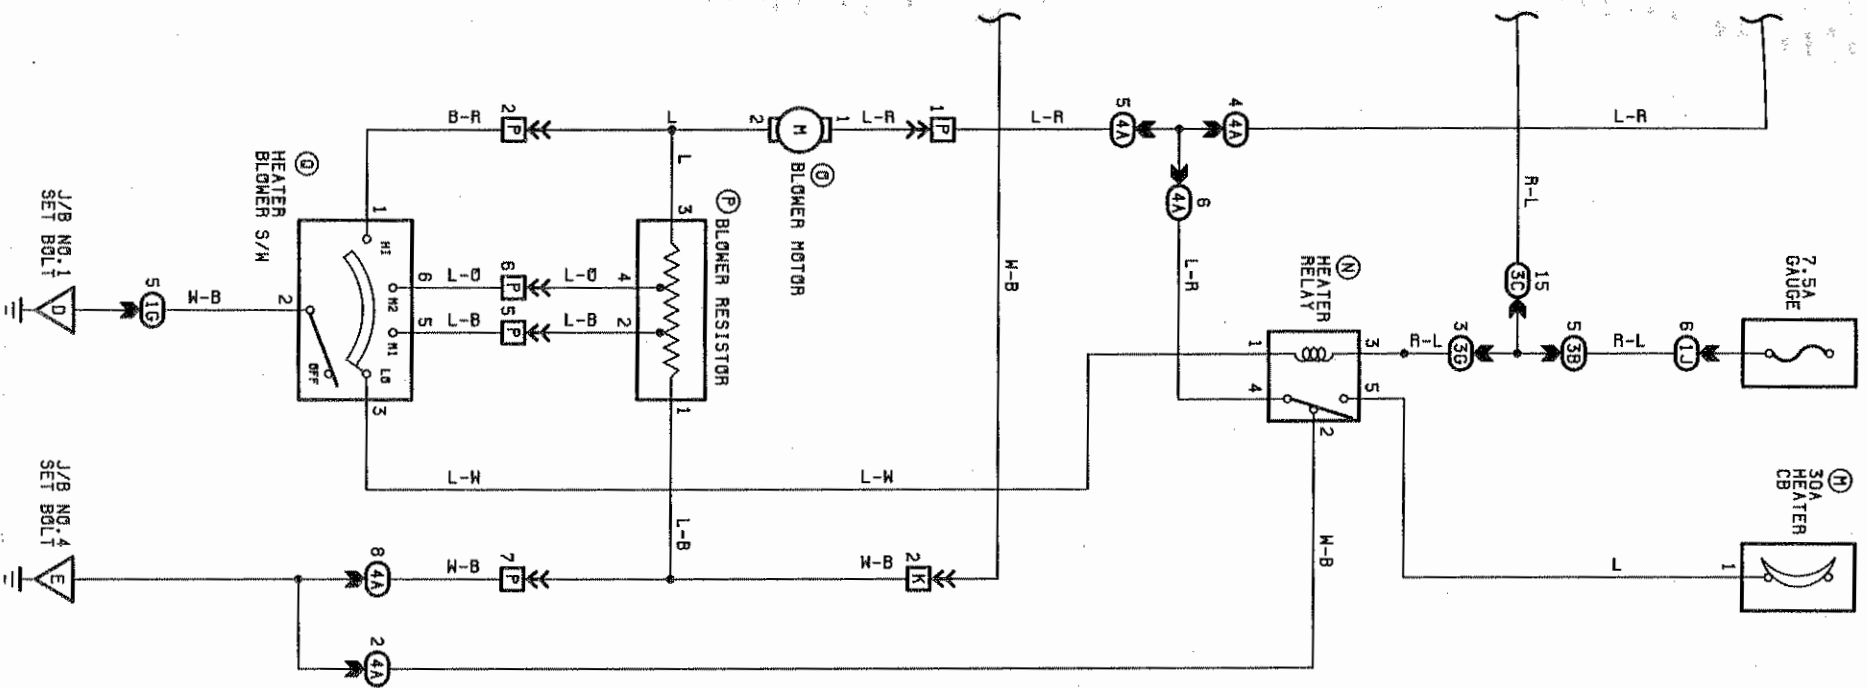 B-R
2
P
L
L
2
M
1
L-R
1
P
L-R
5
4A
4
4A
L-R
Q
HEATER
BLOWER S/W
1
HI
O
BLOWER MOTOR
P
BLOWER RESISTOR
3
6
4A
R-L
J/B NO.1
SET BOLT
D
5
1G
W-B
2
6
L-O
6
P
L-O
4
M2
5
L-B
5
P
L-B
2
M1
OFF
LO
3
1
W-B
L-R
N
HEATER
RELAY
15
3C
7.5A
GAUGE
1
3
R-L
3
3G
5
3B
R-L
6
1J
4
5
2
L-W
L-W
M
30A
HEATER
CB
J/B NO.4
SET BOLT
E
8
4A
W-B
7
P
L-B
W-B
2
K
W-B
L
1
2
4A